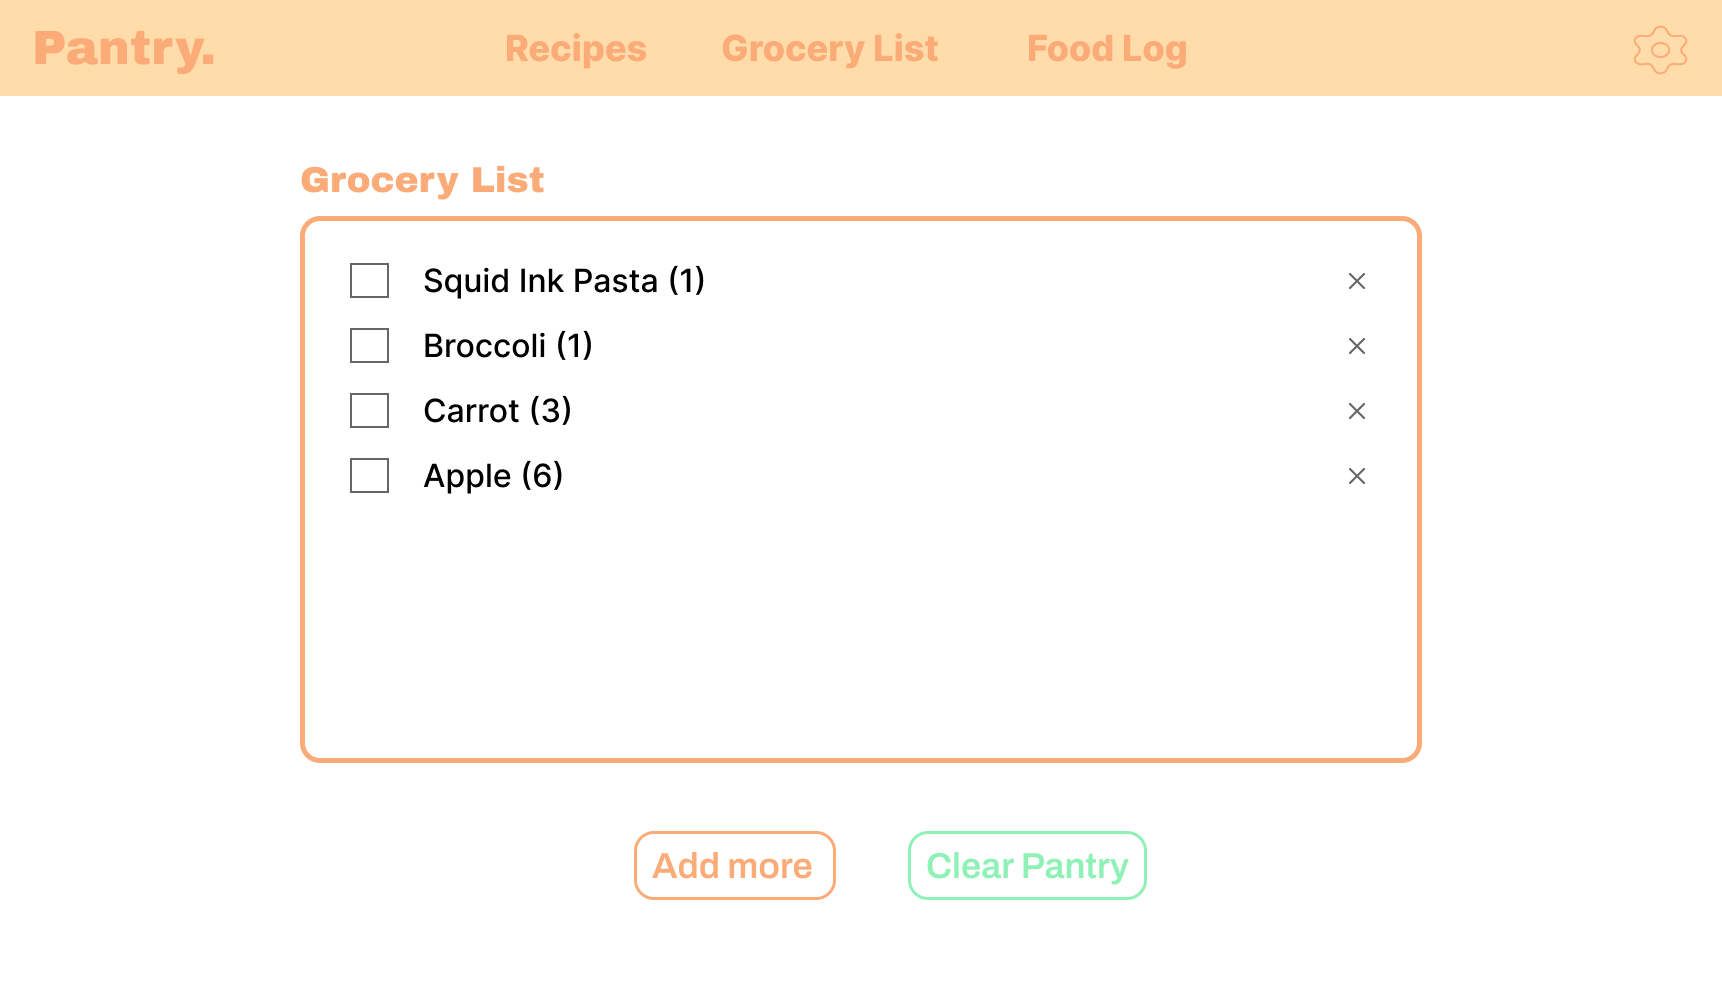 Pantry.
Recipes
Grocery List
Food Log
Grocery List
Squid Ink Pasta (1)
Broccoli (1)
Carrot (3)
Apple (6)
Add more
Clear Pantry